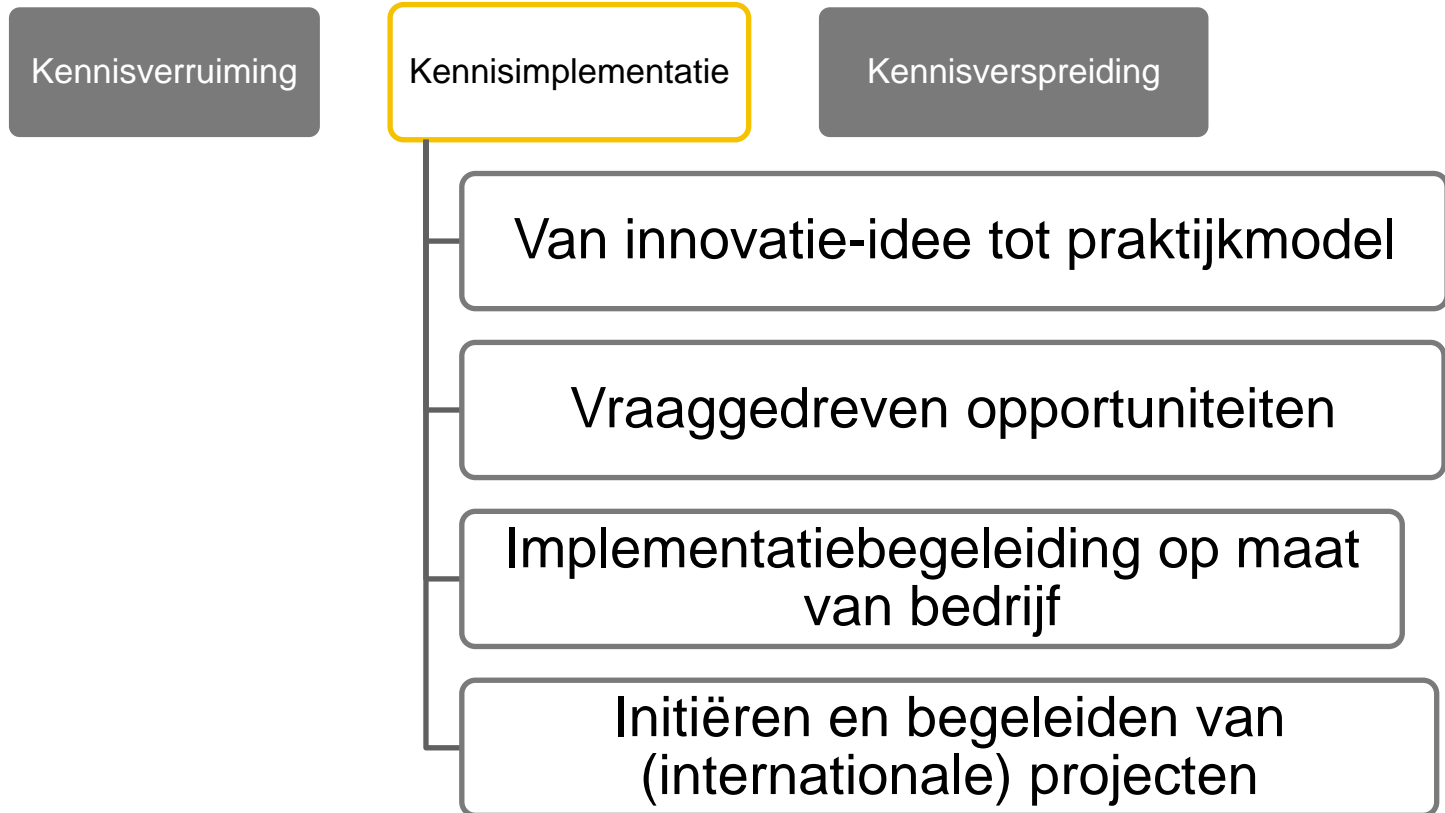 Kennisverruiming
Kennisimplementatie
Kennisverspreiding
Van innovatie-idee tot praktijkmodel
Vraaggedreven opportuniteiten
Implementatiebegeleiding op maat
van bedrijf
Initiëren en begeleiden van
(internationale) projecten